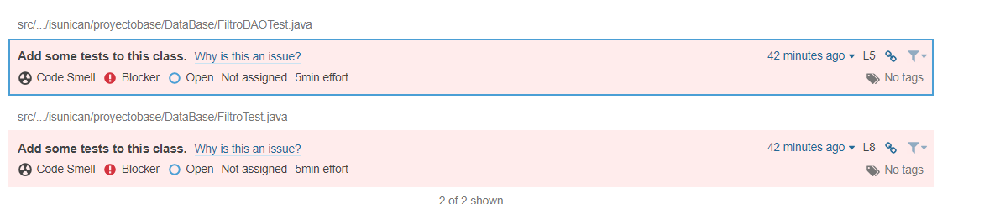 src/.../isunican/proyectobase/DataBase/FiltroDAOTest.java
Add some tests to this class. Why is this an issue? 42 minutes ago L5
Code Smell Blocker Open Not assigned 5min effort No tags
src/.../isunican/proyectobase/DataBase/FiltroTest.java
Add some tests to this class. Why is this an issue? 42 minutes ago L8
Code Smell Blocker Open Not assigned 5min effort No tags
2 of 2 shown